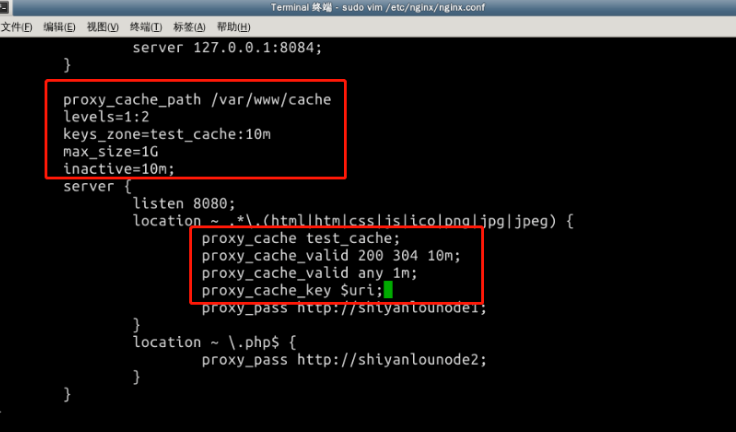 Terminal 终端 - sudo vim /etc/nginx/nginx.conf
文件(F) 编辑(E) 视图(V) 终端(T) 标签(A) 帮助(H)
server 127.0.0.1:8084;
}
proxy_cache_path /var/www/cache
levels=1:2
keys_zone=test_cache:10m
max_size=1G
inactive=10m;
server {
listen 8080;
location ~ .*\.(html|htm|css|js|ico|png|jpg|jpeg) {
proxy_cache test_cache;
proxy_cache_valid 200 304 10m;
proxy_cache_valid any 1m;
proxy_cache_key $uri;
proxy_pass http://shiyanlounode1;
}
location ~ \.php$ {
proxy_pass http://shiyanlounode2;
}
}